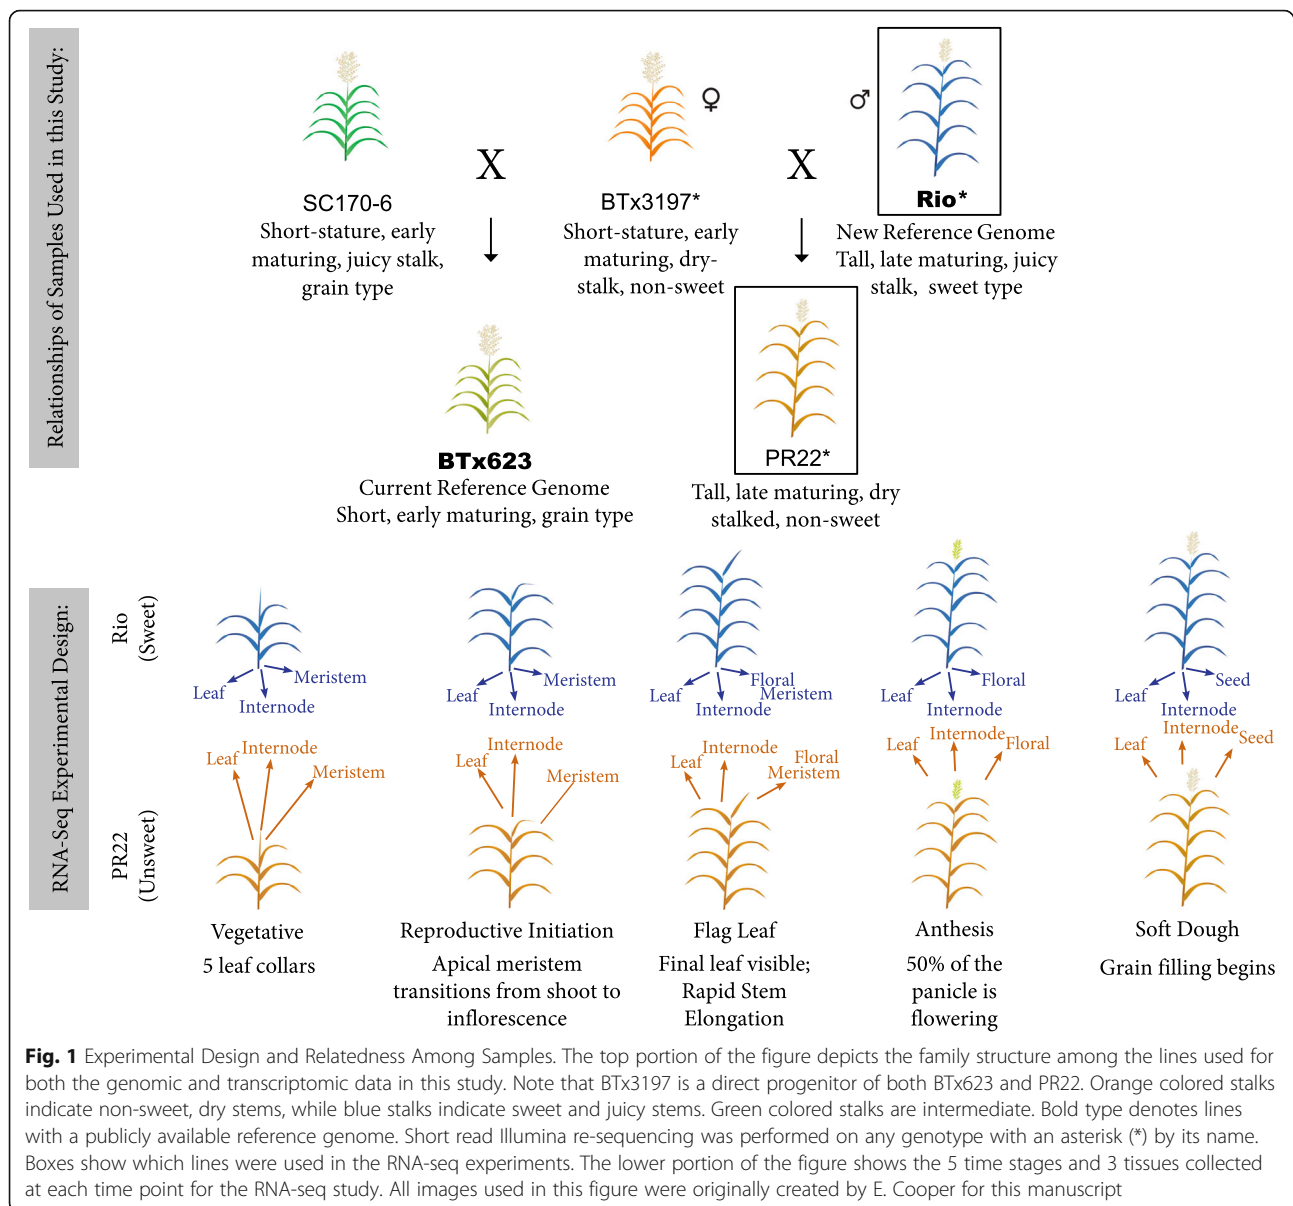 Relationships of Samples Used in this Study:
♀
♂
X
X
SC170-6
Short-stature, early
maturing, juicy stalk,
grain type
BTx3197*
Short-stature, early
maturing, dry-
stalk, non-sweet
Rio*
New Reference Genome
Tall, late maturing, juicy
stalk, sweet type
BTx623
Current Reference Genome
Short, early maturing, grain type
PR22*
Tall, late maturing, dry
stalked, non-sweet
RNA-Seq Experimental Design:
Rio
(Sweet)
Leaf
Internode
Meristem
Leaf
Internode
Meristem
Leaf
Internode
Floral
Meristem
Leaf
Internode
Floral
Leaf
Internode
Seed
PR22
(Unsweet)
Leaf
Internode
Meristem
Leaf
Internode
Meristem
Leaf
Internode
Floral
Meristem
Leaf
Internode
Floral
Leaf
Internode
Seed
Vegetative
5 leaf collars
Reproductive Initiation
Apical meristem
transitions from shoot to
inflorescence
Flag Leaf
Final leaf visible;
Rapid Stem
Elongation
Anthesis
50% of the
panicle is
flowering
Soft Dough
Grain filling begins
Fig. 1 Experimental Design and Relatedness Among Samples. The top portion of the figure depicts the family structure among the lines used for
both the genomic and transcriptomic data in this study. Note that BTx3197 is a direct progenitor of both BTx623 and PR22. Orange colored stalks
indicate non-sweet, dry stems, while blue stalks indicate sweet and juicy stems. Green colored stalks are intermediate. Bold type denotes lines
with a publicly available reference genome. Short read Illumina re-sequencing was performed on any genotype with an asterisk (*) by its name.
Boxes show which lines were used in the RNA-seq experiments. The lower portion of the figure shows the 5 time stages and 3 tissues collected
at each time point for the RNA-seq study. All images used in this figure were originally created by E. Cooper for this manuscript